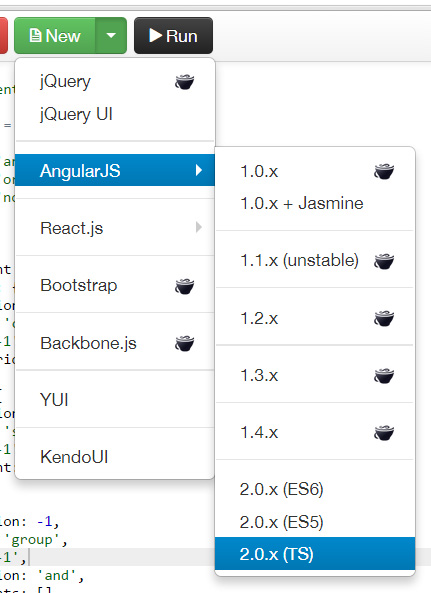 New
Run
jQuery
jQuery UI
AngularJS
React.js
Bootstrap
Backbone.js
YUI
KendoUI
1.0.x
1.0.x + Jasmine
1.1.x (unstable)
1.2.x
1.3.x
1.4.x
2.0.x (ES6)
2.0.x (ES5)
2.0.x (TS)
ion: -1,
'group',
-1',
ion: 'and',
nts: []